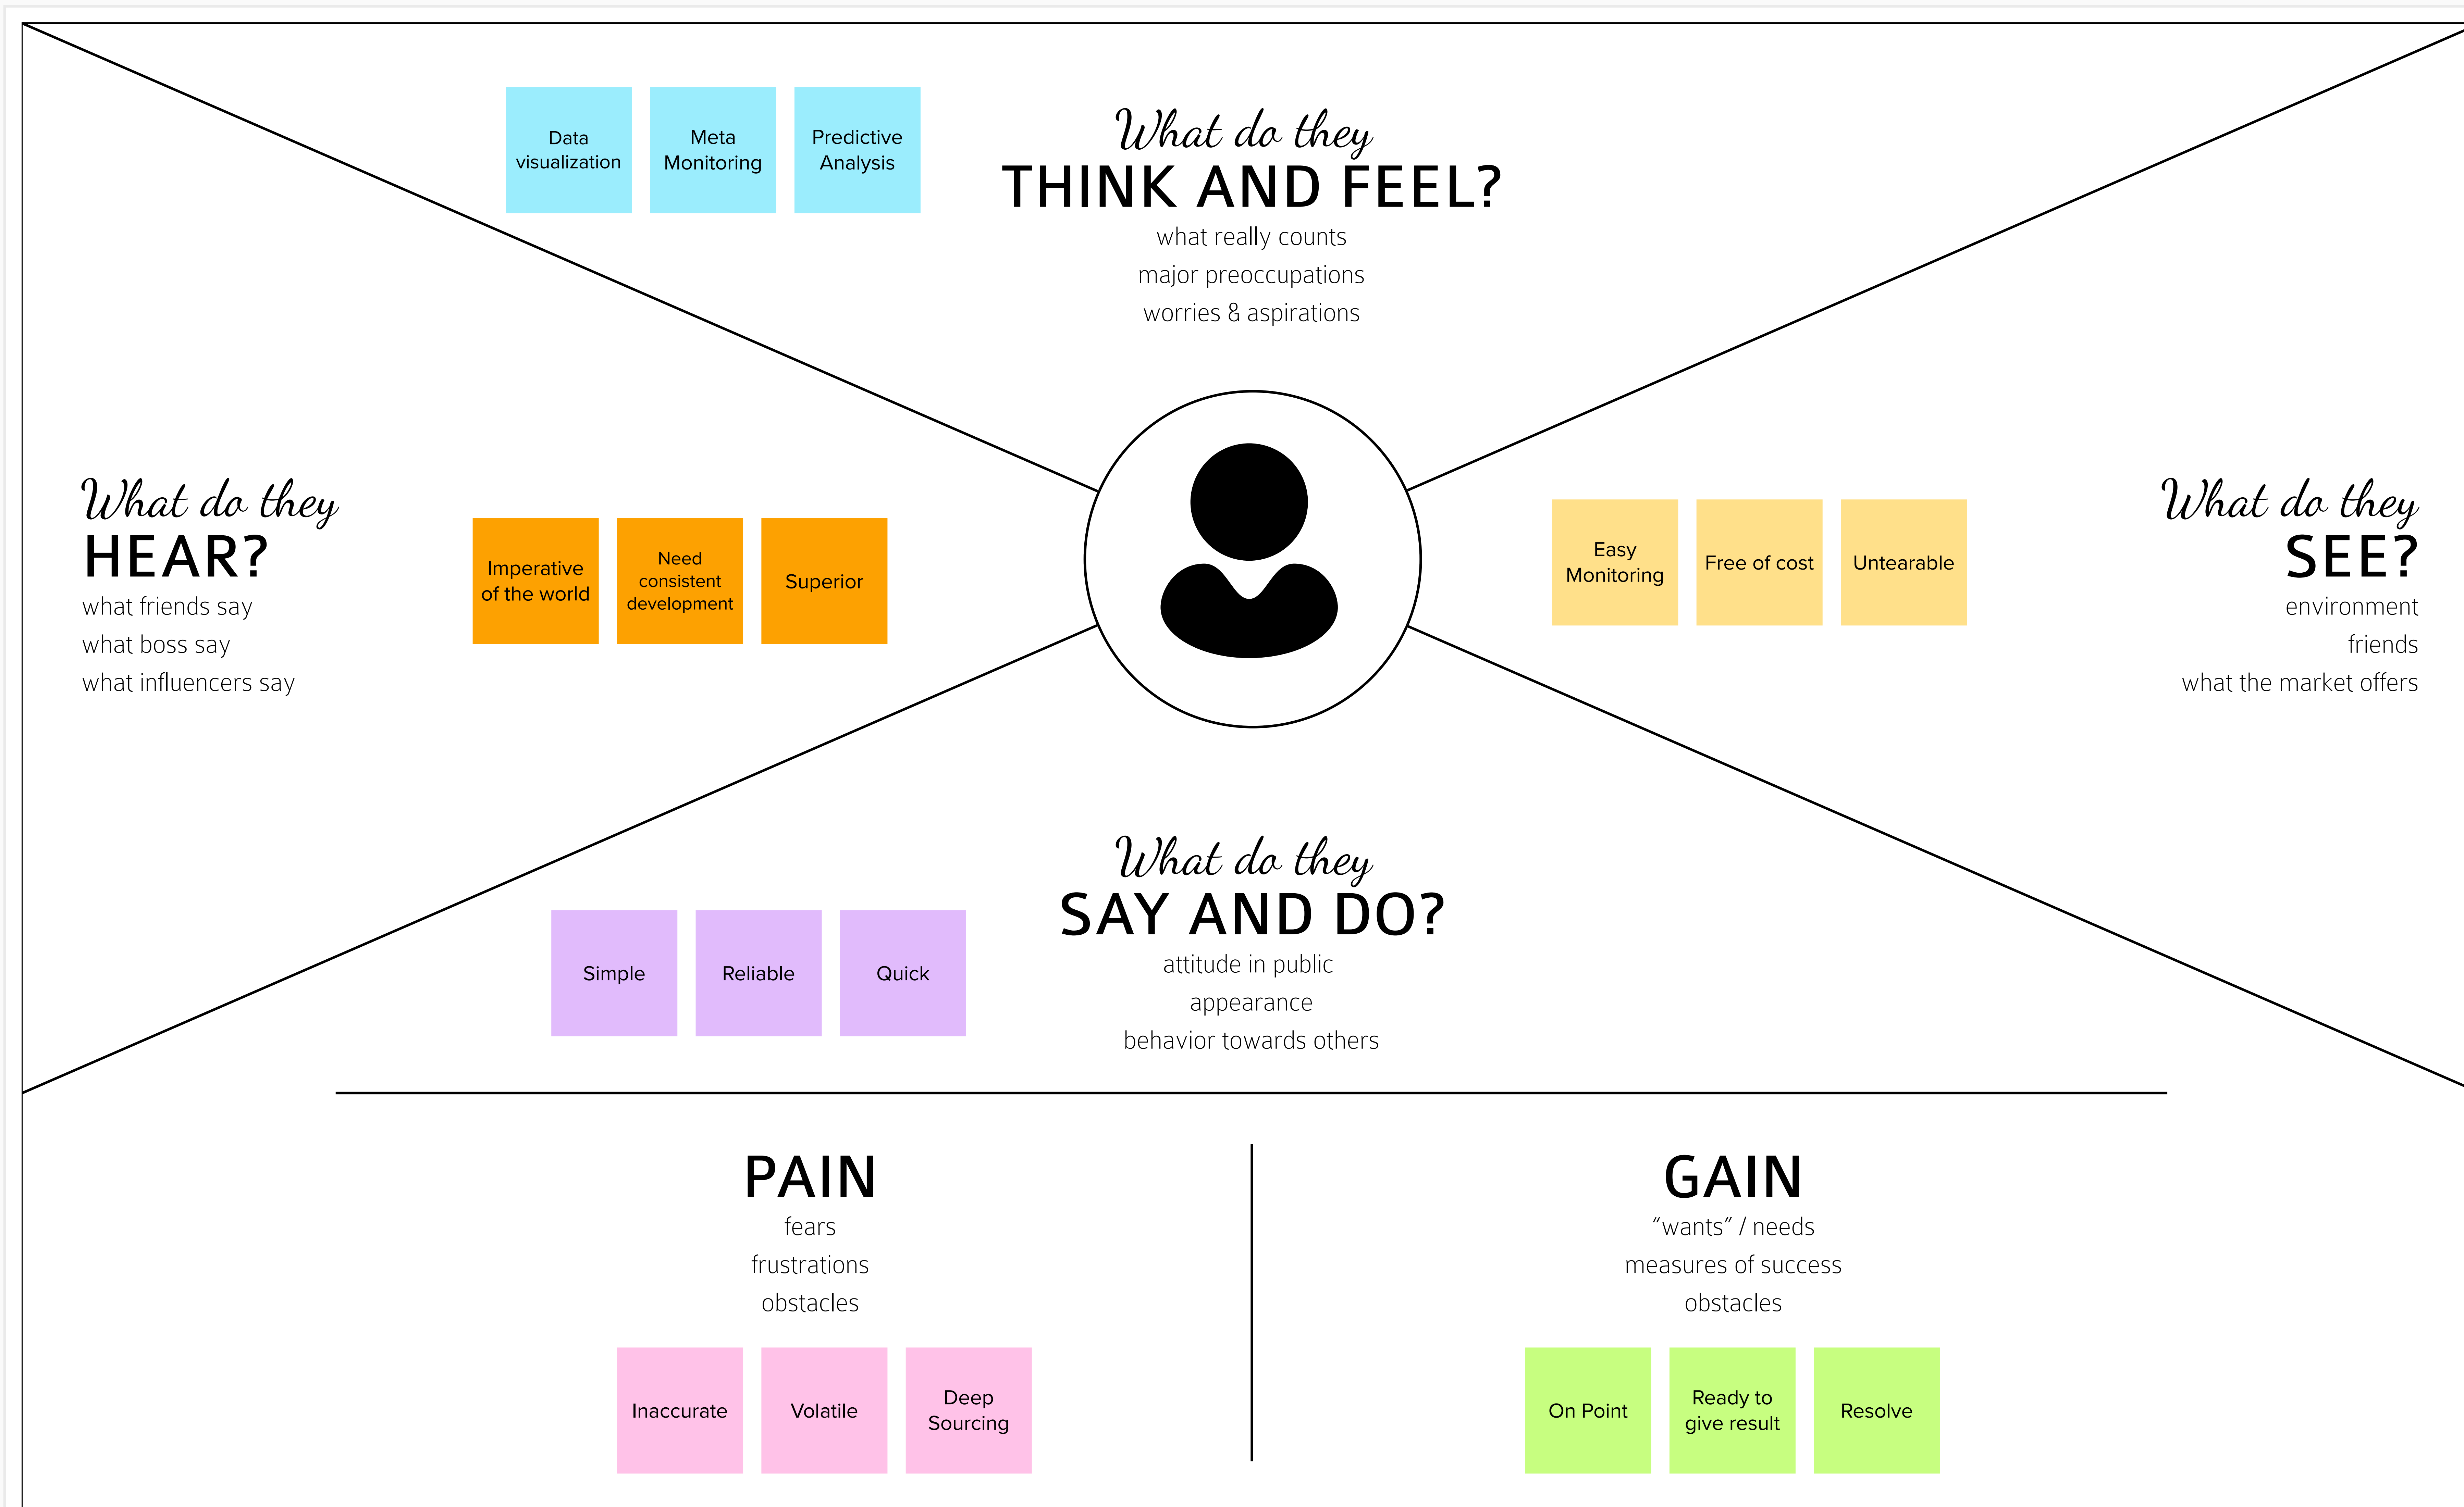 Data
visualization
Meta
Monitoring
Predictive
Analysis
What do they
THINK AND FEEL?
what really counts
major preoccupations
worries & aspirations
What do they
HEAR?
what friends say
what boss say
what influencers say
Imperative
of the world
Need
consistent
development
Superior
Easy
Monitoring
Free of cost
Untearable
What do they
SEE?
environment
friends
what the market offers
What do they
SAY AND DO?
attitude in public
appearance
behavior towards others
Simple
Reliable
Quick
PAIN
fears
frustrations
obstacles
Inaccurate
Volatile
Deep
Sourcing
GAIN
“wants” / needs
measures of success
obstacles
On Point
Ready to
give result
Resolve